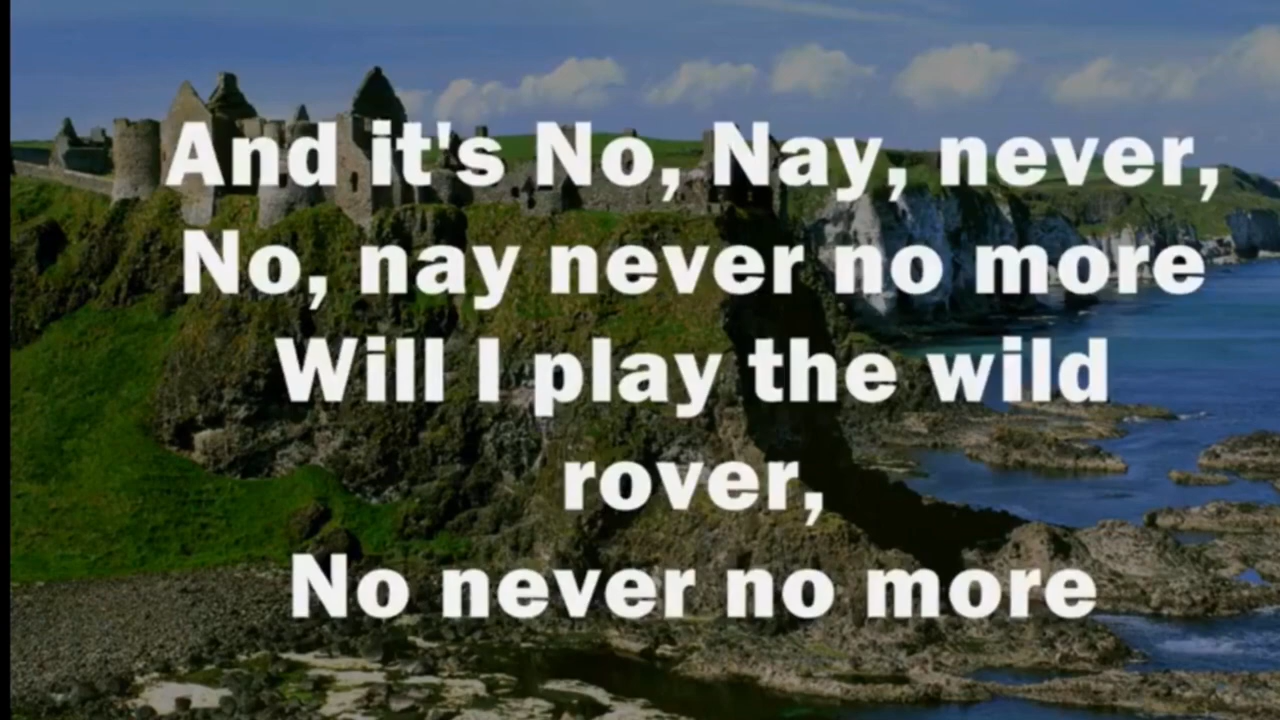 And it's No, Nay, never,
No, nay never no more
Will I play the wild
rover,
No never no more